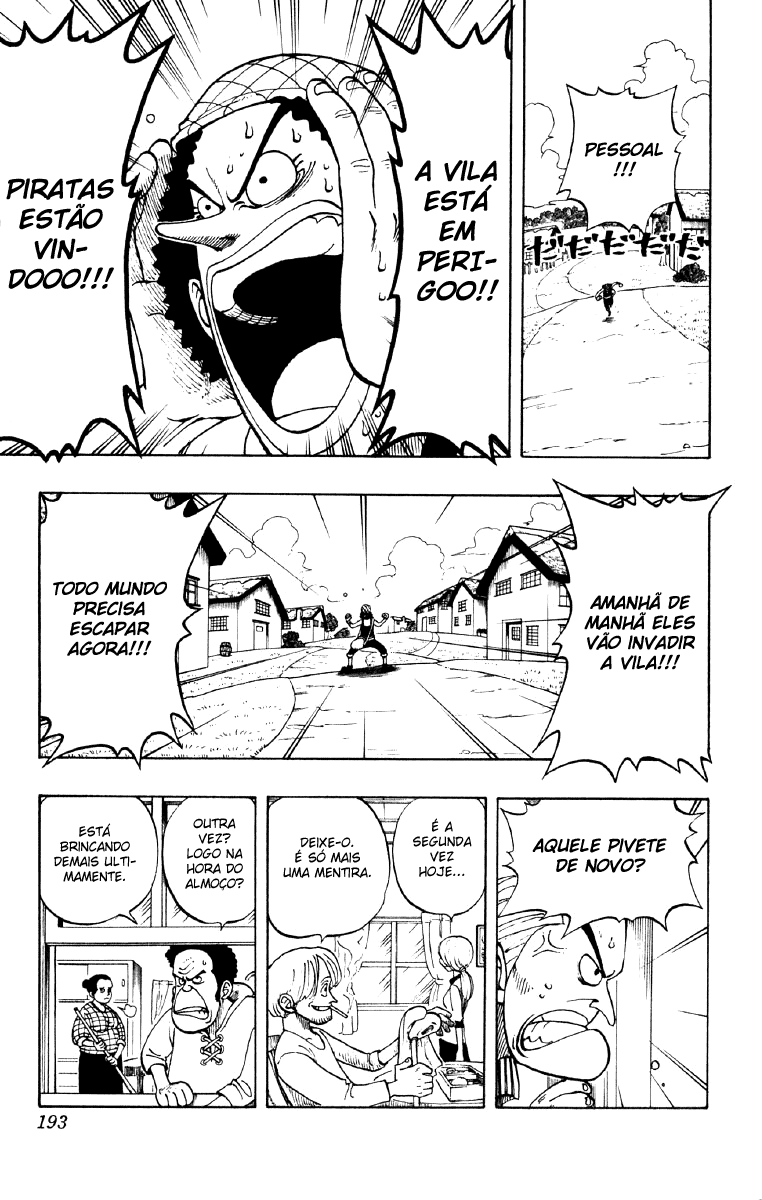 PESSOAL
!!!
だだだだだ
A VILA
ESTÁ
EM
PERI-
GOO!!
PIRATAS
ESTÃO
VIN-
DOOO!!!
AMANHÃ DE
MANHÃ ELES
VÃO INVADIR
A VILA!!!
TODO MUNDO
PRECISA
ESCAPAR
AGORA!!!
AQUELE PIVETE
DE NOVO?
É A
SEGUNDA
VEZ
HOJE...
DEIXE-O.
É SÓ MAIS
UMA MENTIRA.
OUTRA
VEZ?
LOGO NA
HORA DO
ALMOÇO?
ESTÁ
BRINCANDO
DEMAIS ULTI-
MAMENTE.
193